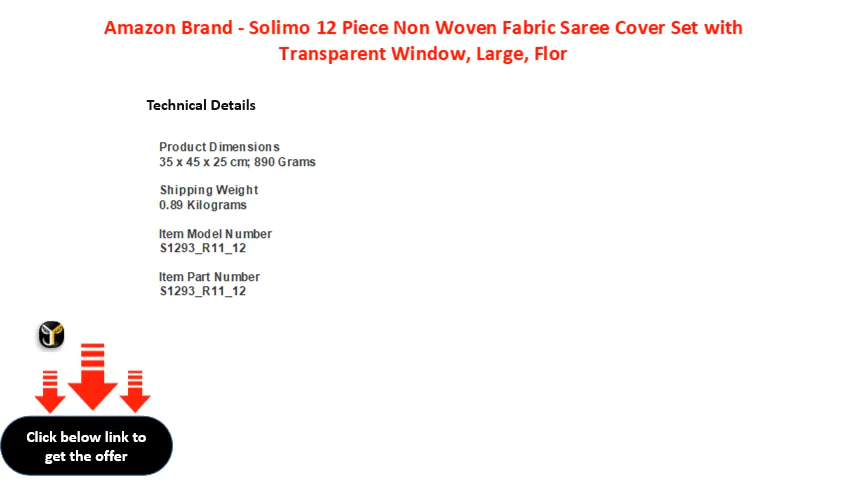 Amazon Brand - Solimo 12 Piece Non Woven Fabric Saree Cover Set with
Transparent Window, Large, Flor
Technical Details
Product Dimensions
35 x 45 x 25 cm; 890 Grams
Shipping Weight
0.89 Kilograms
Item Model Number
S1293_R11_12
Item Part Number
S1293_R11_12
Click below link to
get the offer